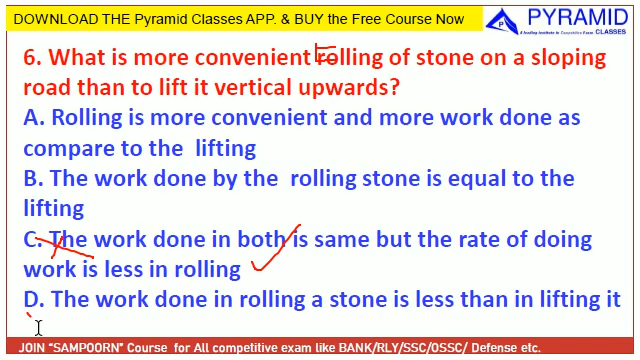 DOWNLOAD THE Pyramid Classes APP. & BUY the Free Course Now
PYRAMID
CLASSES
6. What is more convenient rolling of stone on a sloping
road than to lift it vertical upwards?
A. Rolling is more convenient and more work done as
compare to the lifting
B. The work done by the rolling stone is equal to the
lifting
C. The work done in both is same but the rate of doing
work is less in rolling
D. The work done in rolling a stone is less than in lifting it
JOIN “SAMPOORN” Course for All competitive exam like BANK/RLY/SSC/OSSC/ Defense etc.